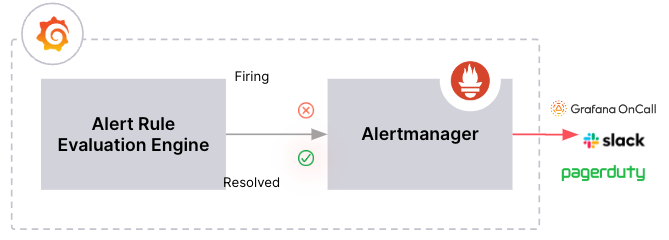 Firing
Alert Rule
Evaluation Engine
Alertmanager
Resolved
Grafana OnCall
slack
pagerduty